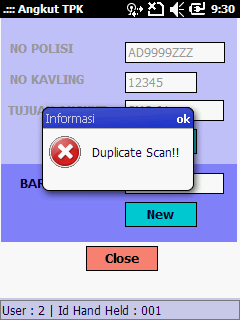 .::: Angkut TPK 9:30
NO POLISI AD9999ZZZ
NO KAVLING 12345
Informasi ok
Duplicate Scan!!
New
Close
User : 2 | Id Hand Held : 001